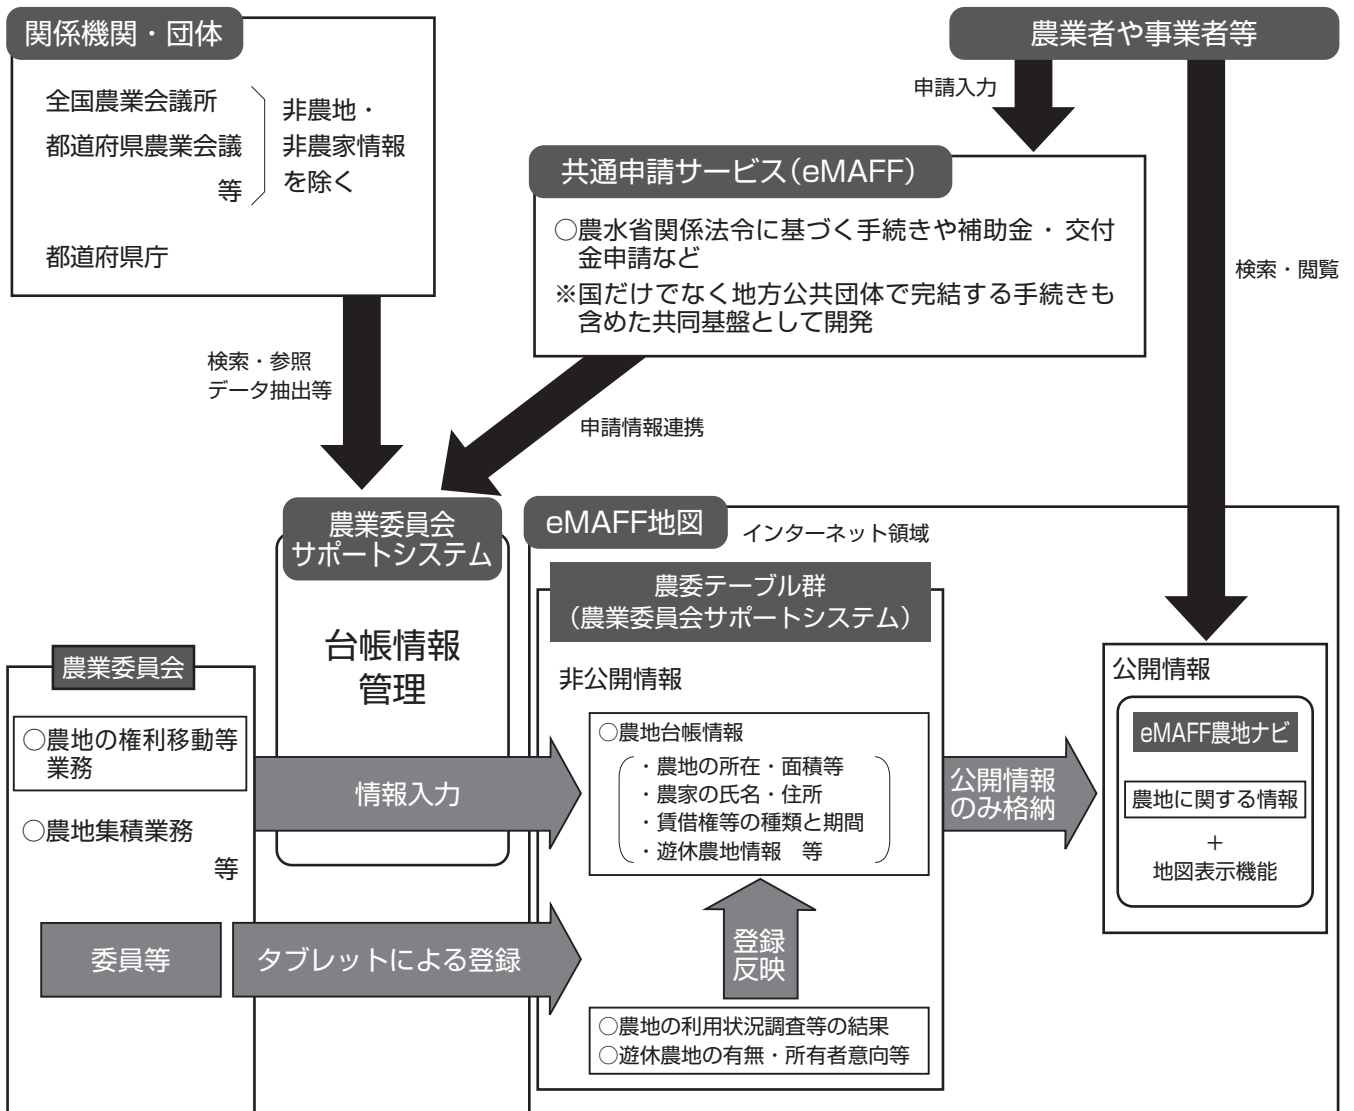 関係機関・団体
全国農業会議所
都道府県農業会議
等
非農地・
非農家情報
を除く
都道府県庁
農業者や事業者等
申請入力
共通申請サービス(eMAFF)
○農水省関係法令に基づく手続きや補助金・交付
金申請など
※国だけでなく地方公共団体で完結する手続きも
含めた共同基盤として開発
検索・閲覧
検索・参照
データ抽出等
申請情報連携
農業委員会
サポートシステム
台帳情報
管理
eMAFF地図
インターネット領域
農委テーブル群
(農業委員会サポートシステム)
非公開情報
○農地台帳情報
・農地の所在・面積等
・農家の氏名・住所
・賃借権等の種類と期間
・遊休農地情報 等
農業委員会
○農地の権利移動等
業務
○農地集積業務
等
情報入力
公開情報
のみ格納
公開情報
eMAFF農地ナビ
農地に関する情報
+
地図表示機能
委員等
タブレットによる登録
登録
反映
○農地の利用状況調査等の結果
○遊休農地の有無・所有者意向等